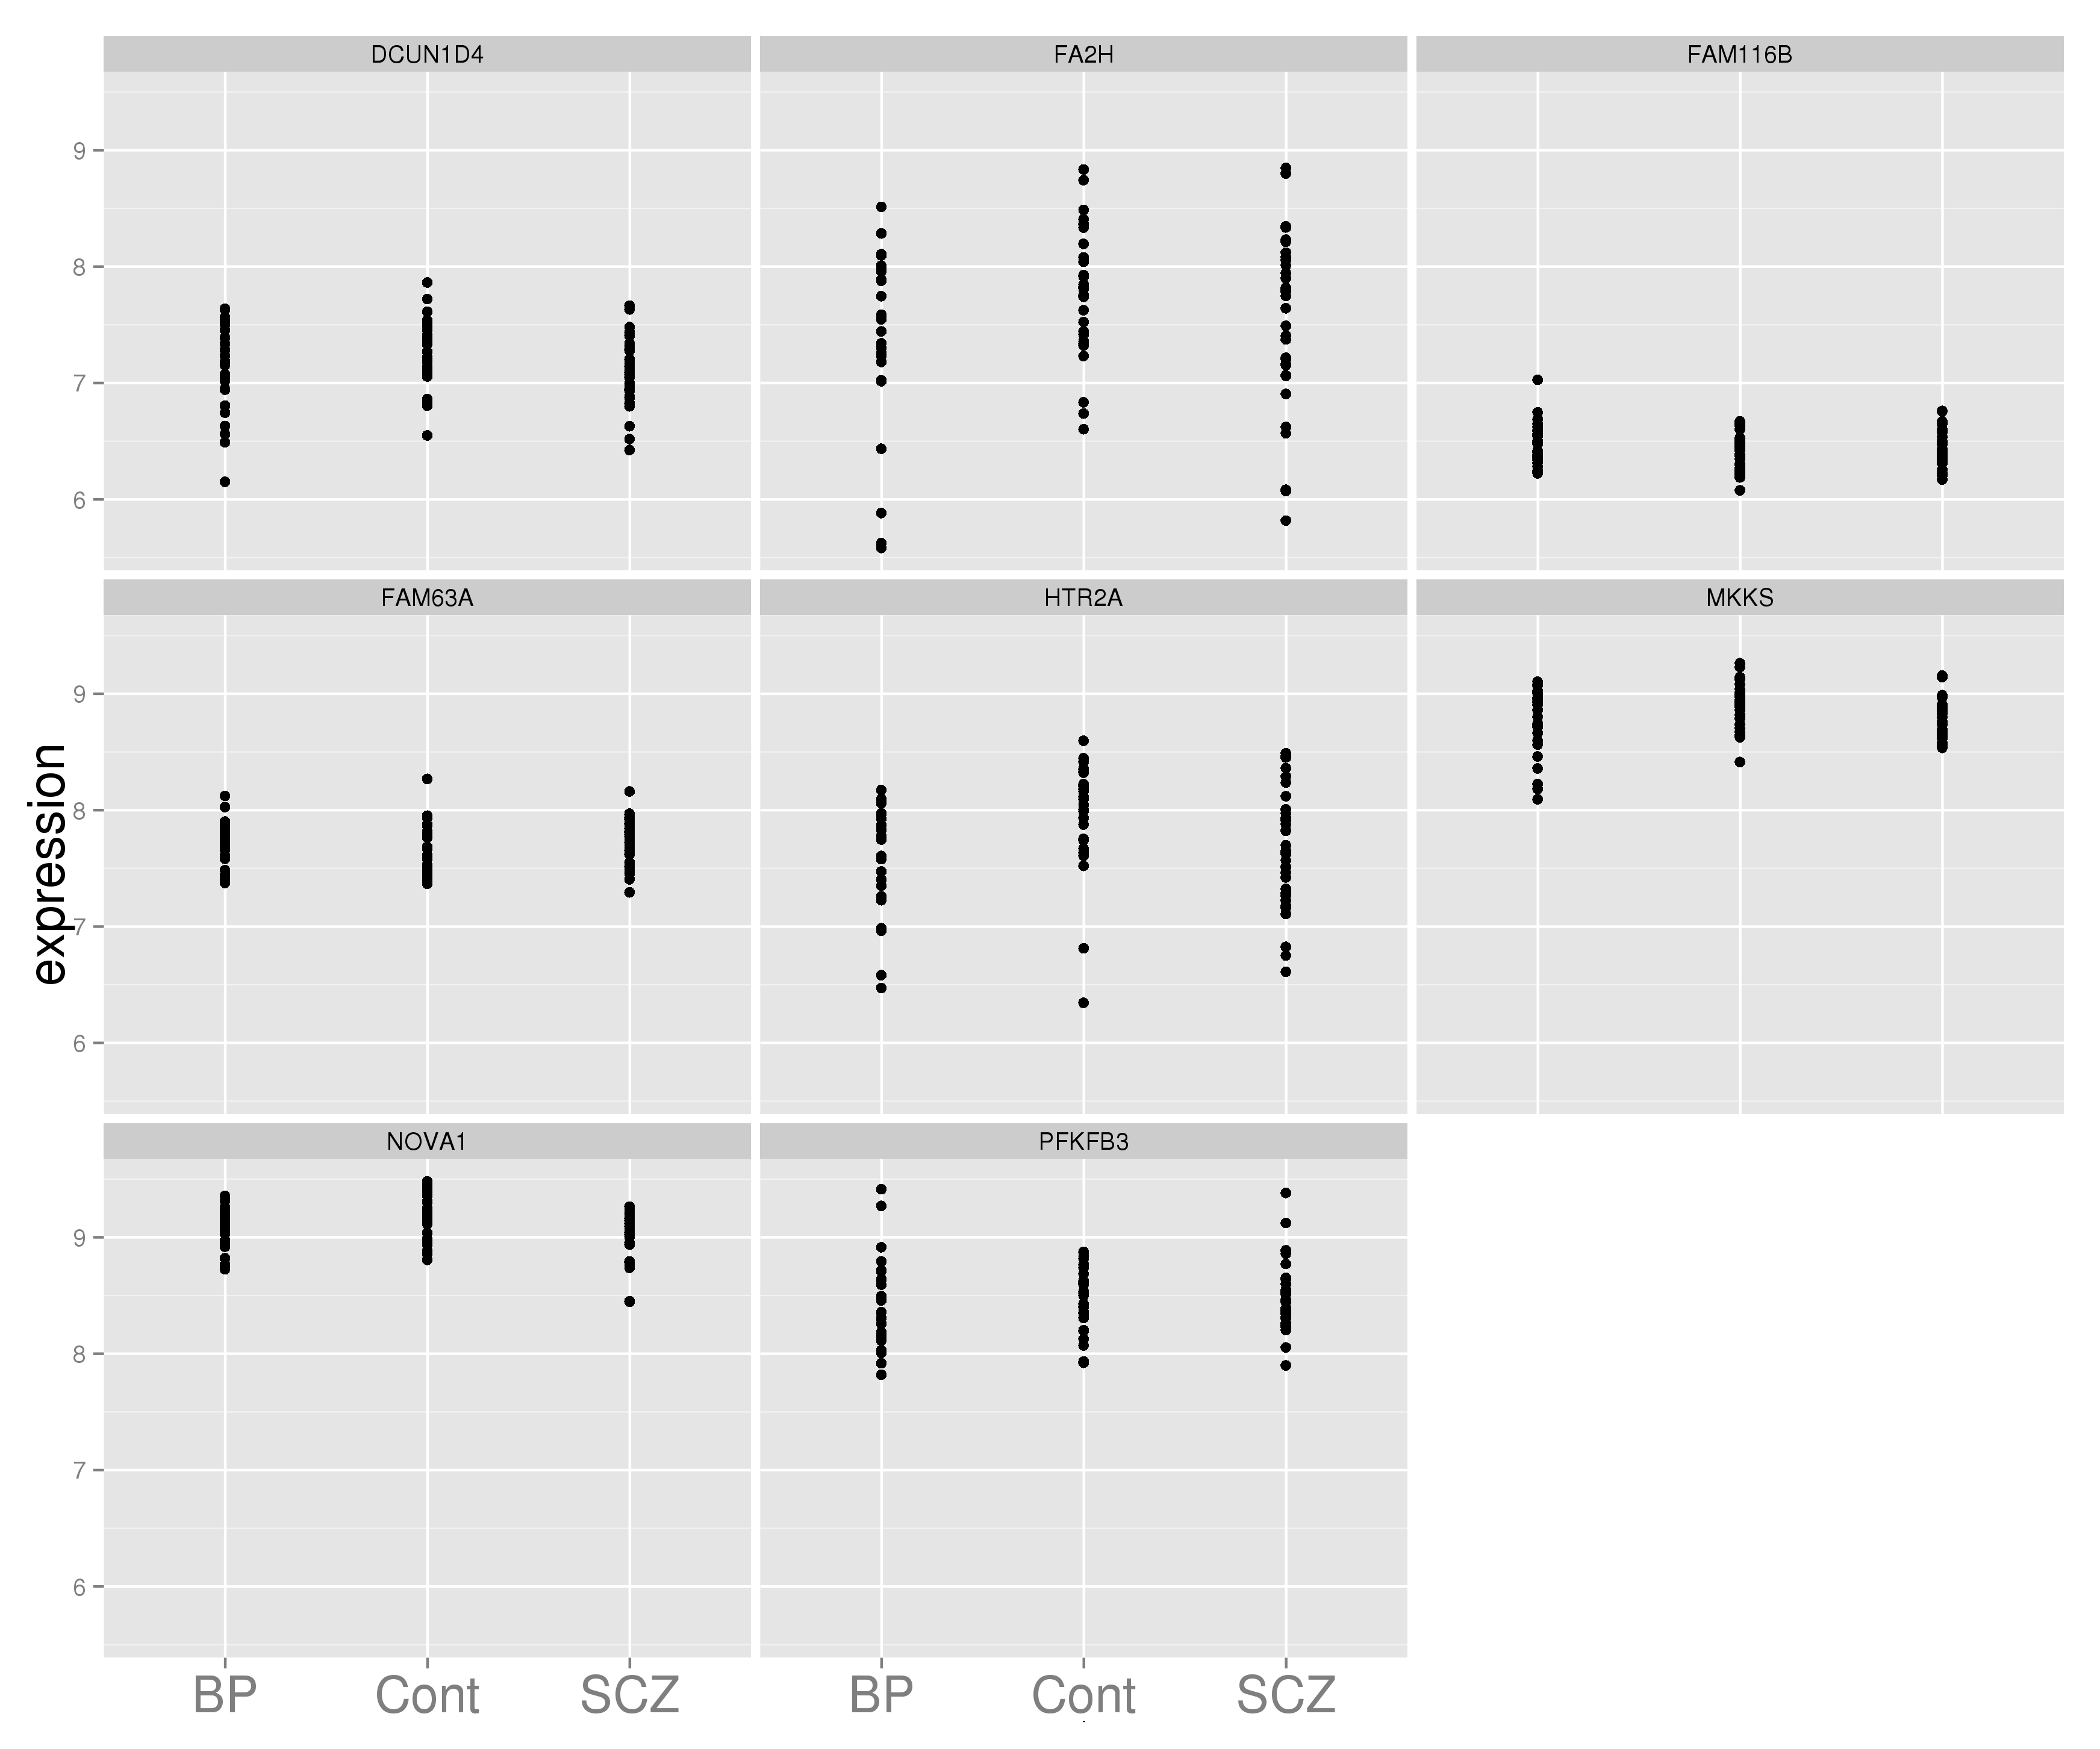 DCUN1D4 FA2H FAM116B
9
8
7
6
FAM63A HTR2A MKKS
9
8
7
6
expression
NOVA1 PFKFB3
9
8
7
6
BP Cont SCZ BP Cont SCZ